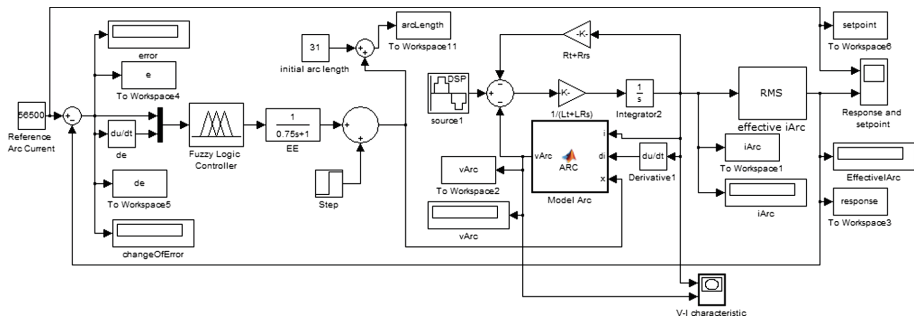 error
e
To Workspace4
56500
Reference
Arc Current
du/dt
de
de
To Workspace5
changeOfError
Fuzzy Logic
Controller
1
0.75s+1
EE
Step
31
initial arc length
arcLength
To Workspace11
DSP
source1
-K-
Rt+Rrs
-K-
1/(Lt+LRs)
1
s
Integrator2
vArc
ARC
i
di
x
Model Arc
du/dt
Derivative1
vArc
To Workspace2
vArc
RMS
effective iArc
iArc
To Workspace1
iArc
setpoint
To Workspace6
Response and
setpoint
EffectiveIArc
response
To Workspace3
V-I characteristic